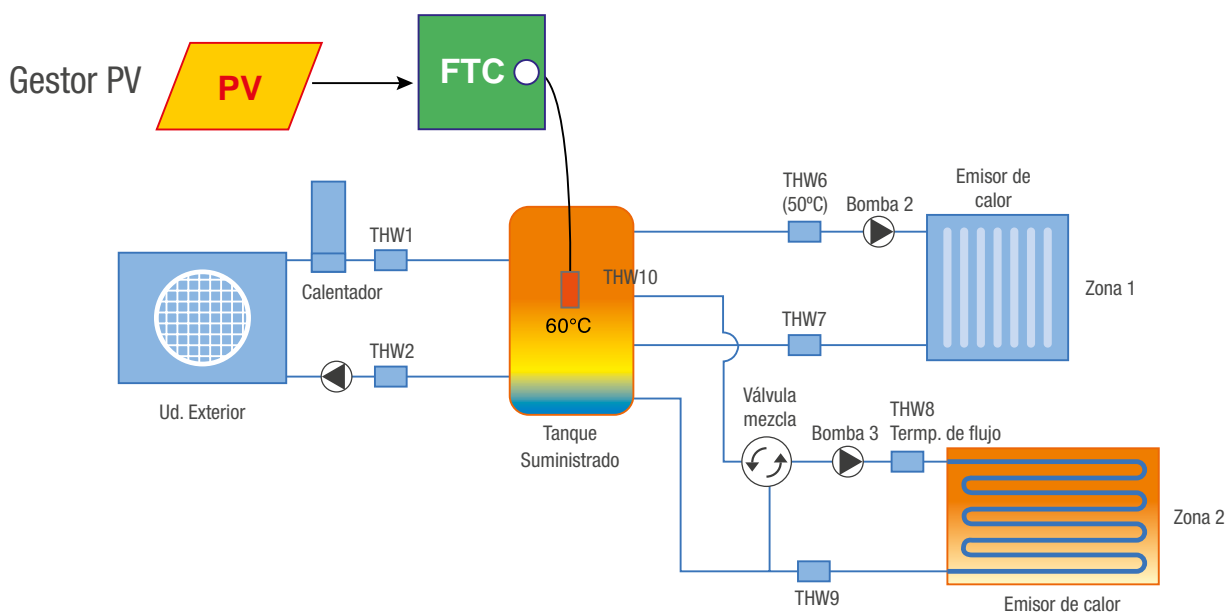 Gestor PV
PV
FTC
THW1
Calentador
THW2
Ud. Exterior
THW10
60°C
Tanque
Suministrado
THW6
(50ºC)
Bomba 2
Emisor de
calor
Zona 1
THW7
Válvula
mezcla
Bomba 3
THW8
Termp. de flujo
Zona 2
THW9
Emisor de calor